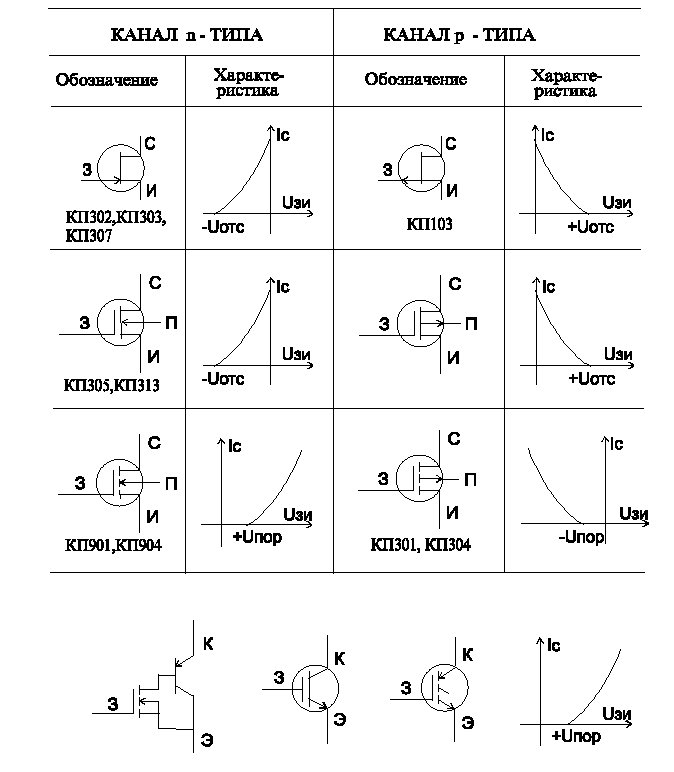 КАНАЛ n - ТИПА
КАНАЛ p - ТИПА
Обозначение
Характе-
ристика
Обозначение
Характе-
ристика
С
З
И
КП302,КП303,
КП307
Iс
Uзи
-Uотс
С
З
И
КП103
Iс
Uзи
+Uотс
С
З
П
И
КП305,КП313
Iс
Uзи
-Uотс
С
З
П
И
Iс
Uзи
+Uотс
С
З
П
И
КП901,КП904
Iс
Uзи
+Uпор
С
З
П
И
КП301, КП304
Iс
Uзи
-Uпор
К
З
Э
К
З
Э
К
З
Э
Iс
Uзи
+Uпор